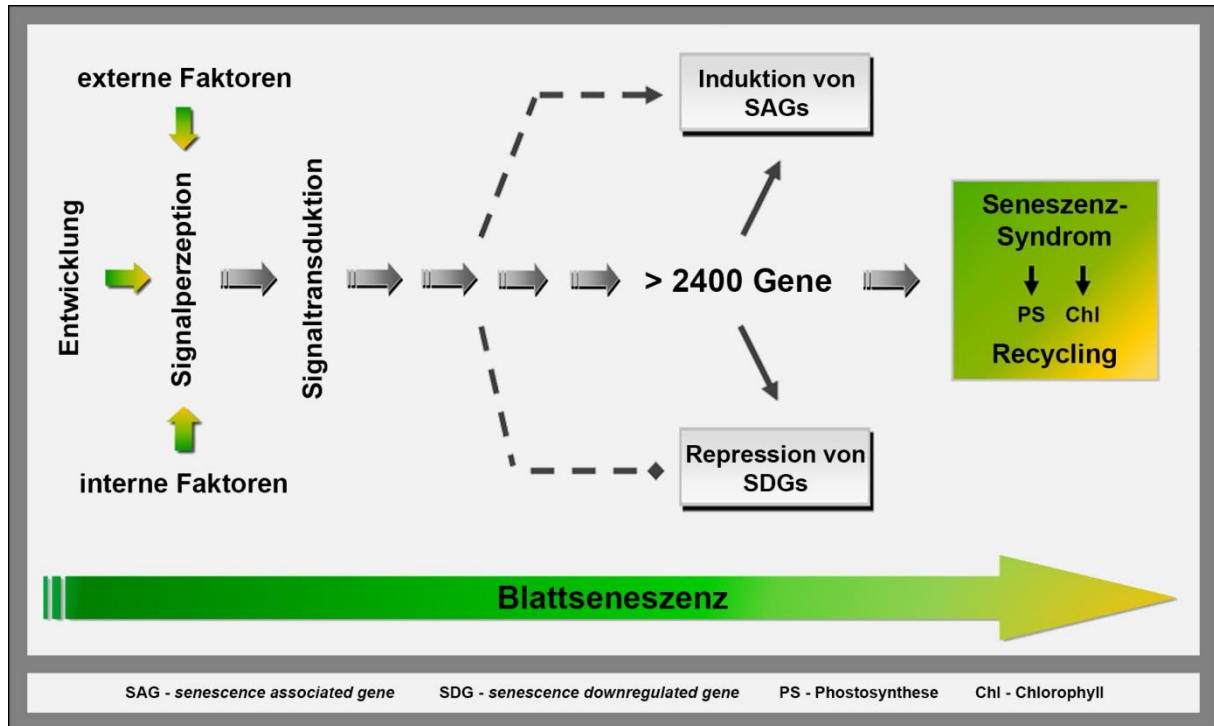 externe Faktoren
Entwicklung
Signalperzeption
Signaltransduktion
interne Faktoren
Induktion von
SAGs
> 2400 Gene
Repression von
SDGs
Seneszenz-
Syndrom
PS Chl
Recycling
Blattseneszenz
SAG - senescence associated gene SDG - senescence downregulated gene PS - Phostosynthese Chl - Chlorophyll